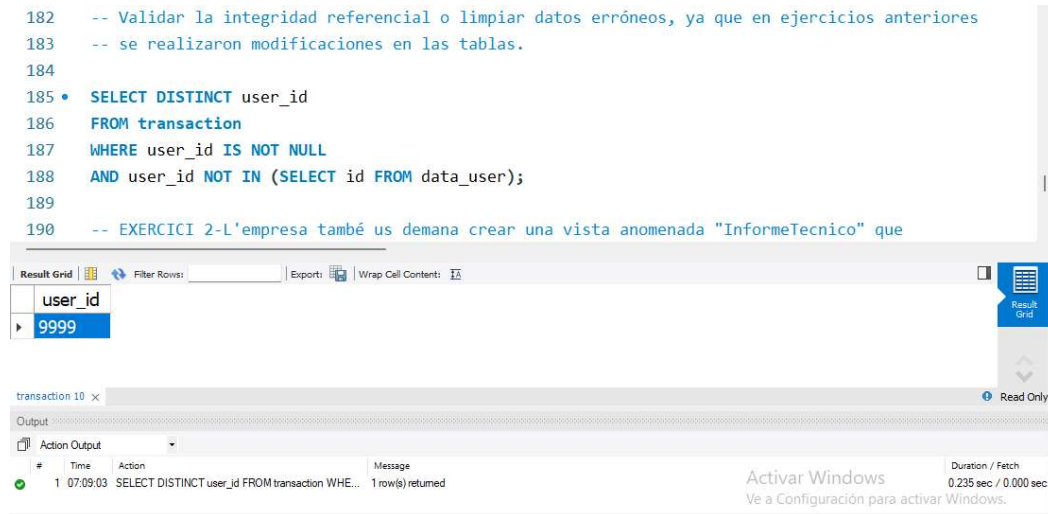 182 -- Validar la integridad referencial o limpiar datos erróneos, ya que en ejercicios anteriores
183 -- se realizaron modificaciones en las tablas.
184
185 SELECT DISTINCT user_id
186 FROM transaction
187 WHERE user_id IS NOT NULL
188 AND user_id NOT IN (SELECT id FROM data_user);
189
190 -- EXERCICI 2-L'empresa també us demana crear una vista anomenada "InformeTecnico" que
Result Grid Filter Rows: Export: Wrap Cell Content: IA
Result Grid
user_id
9999
transaction 10 × Read Only
Output
Action Output
# Time Action Message Duration / Fetch
1 07:09:03 SELECT DISTINCT user_id FROM transaction WHE... 1 row(s) returned 0.235 sec / 0.000 sec
Activar Windows
Ve a Configuración para activar Windows.